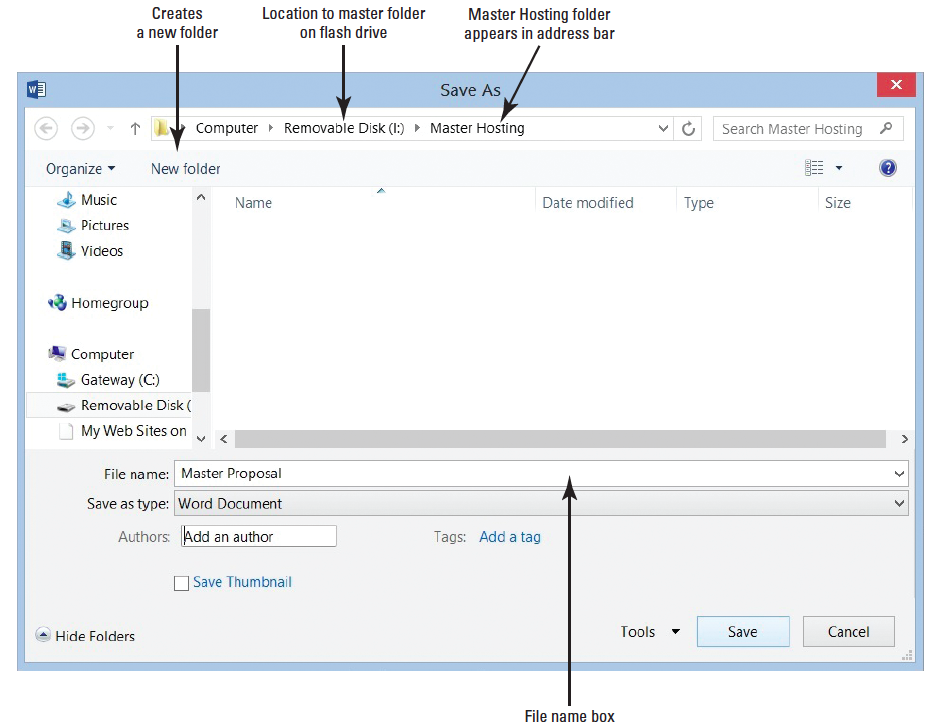 Creates
a new folder
Location to master folder
on flash drive
Master Hosting folder
appears in address bar
W
Save As
Computer
Removable Disk (I:)
Master Hosting
Search Master Hosting
Organize
New folder
?
Music
Pictures
Videos
Homegroup
Computer
Gateway (C:)
Removable Disk (
My Web Sites on
Name
Date modified
Type
Size
File name: Master Proposal
Save as type: Word Document
Authors: Add an author
Tags: Add a tag
Save Thumbnail
Hide Folders
Tools
Save
Cancel
File name box